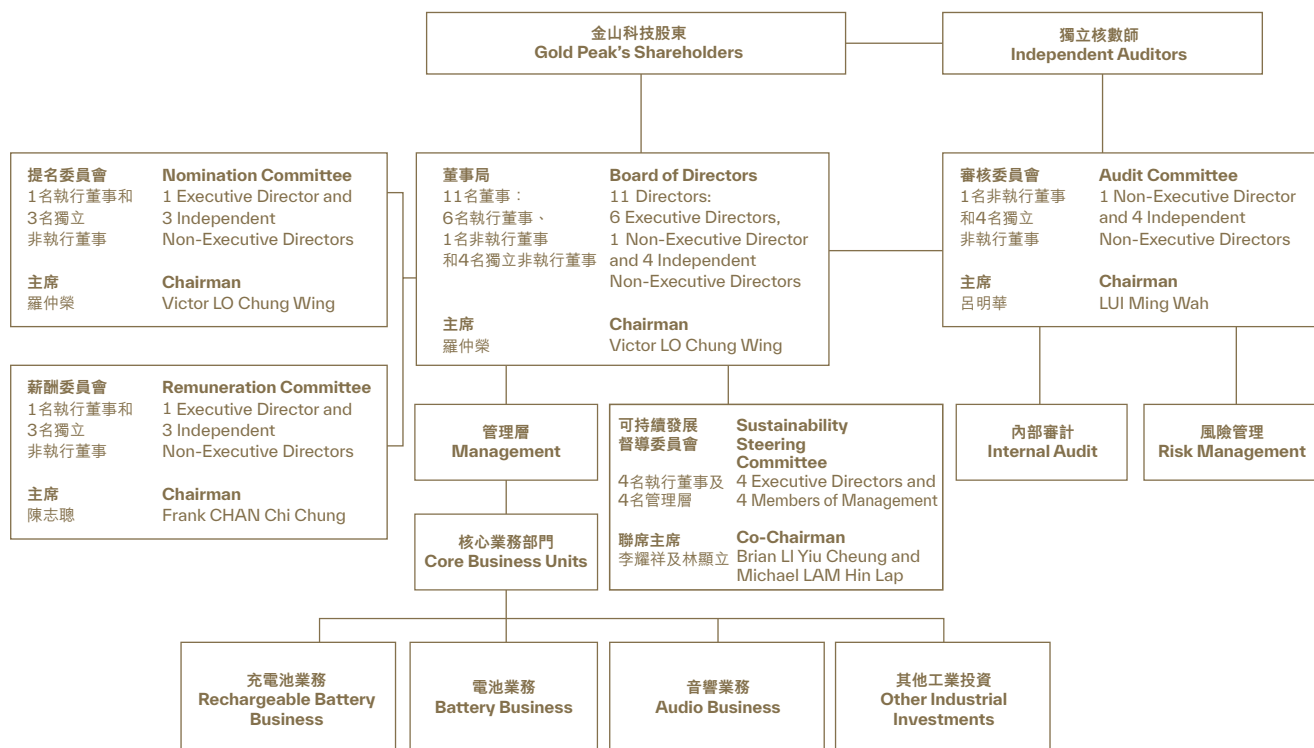 金山科技股東
Gold Peak's Shareholders
獨立核數師
Independent Auditors
提名委員會
1名執行董事和
3名獨立
非執行董事
主席
羅仲榮
Nomination Committee
1 Executive Director and
3 Independent
Non-Executive Directors
Chairman
Victor LO Chung Wing
董事局
11名董事：
6名執行董事、
1名非執行董事
和4名獨立非執行董事
主席
羅仲榮
Board of Directors
11 Directors:
6 Executive Directors,
1 Non-Executive Director
and 4 Independent
Non-Executive Directors
Chairman
Victor LO Chung Wing
審核委員會
1名非執行董事
和4名獨立
非執行董事
主席
呂明華
Audit Committee
1 Non-Executive Director
and 4 Independent
Non-Executive Directors
Chairman
LUI Ming Wah
薪酬委員會
1名執行董事和
3名獨立
非執行董事
主席
陳志聰
Remuneration Committee
1 Executive Director and
3 Independent
Non-Executive Directors
Chairman
Frank CHAN Chi Chung
管理層
Management
可持續發展
督導委員會
4名執行董事及
4名管理層
聯席主席
李耀祥及林顯立
Sustainability
Steering
Committee
4 Executive Directors and
4 Members of Management
Co-Chairman
Brian LI Yiu Cheung and
Michael LAM Hin Lap
內部審計
Internal Audit
風險管理
Risk Management
核心業務部門
Core Business Units
充電池業務
Rechargeable Battery
Business
電池業務
Battery Business
音響業務
Audio Business
其他工業投資
Other Industrial
Investments